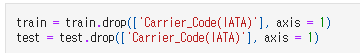 train = train.drop(['Carrier_Code(IATA)'], axis = 1)
test = test.drop(['Carrier_Code(IATA)'], axis = 1)